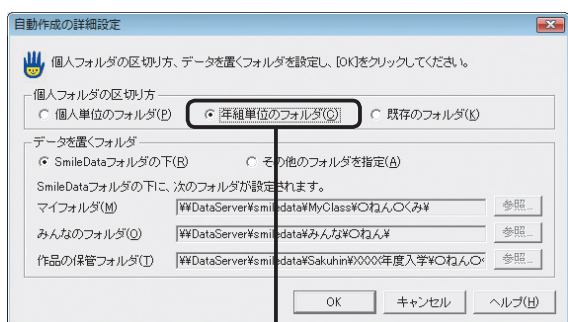 自動作成の詳細設定
個人フォルダの区切り方、データを置くフォルダを設定し、[OK]をクリックしてください。
個人フォルダの区切り方
個人単位のフォルダ(P) 年組単位のフォルダ(C) 既存のフォルダ(K)
データを置くフォルダ
SmileDataフォルダの下(R) その他のフォルダを指定(A)
SmileDataフォルダの下に、次のフォルダが設定されます。
マイフォルダ(M) ¥¥DataServer¥smiledata¥MyClass¥〇ねん〇くみ¥ 参照...
みんなのフォルダ(O) ¥¥DataServer¥smiledata¥みんな¥〇ねん¥ 参照...
作品の保管フォルダ(T) ¥¥DataServer¥smiledata¥Sakuhin¥XXXX年度入学¥〇ねん〇 参照...
OK キャンセル ヘルプ(H)